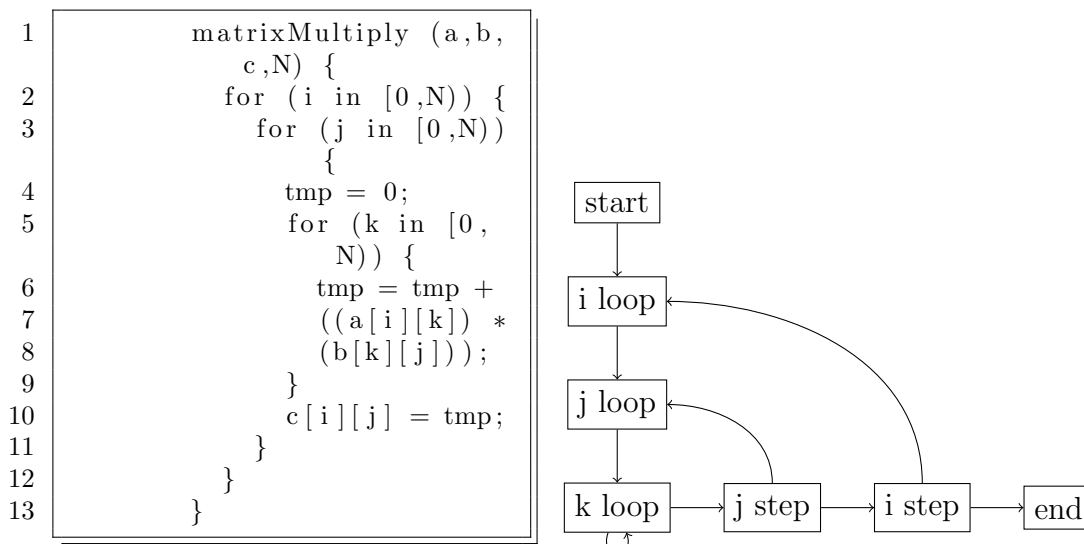 1 matrixMultiply (a,b,
c,N) {
2 for (i in [0,N)) {
3 for (j in [0,N))
{
4 tmp = 0;
5 for (k in [0,
N)) {
6 tmp = tmp +
7 ((a[i][k]) *
8 (b[k][j]));
9 }
10 c[i][j] = tmp;
11 }
12 }
13 }
start
i loop
j loop
k loop
j step
i step
end